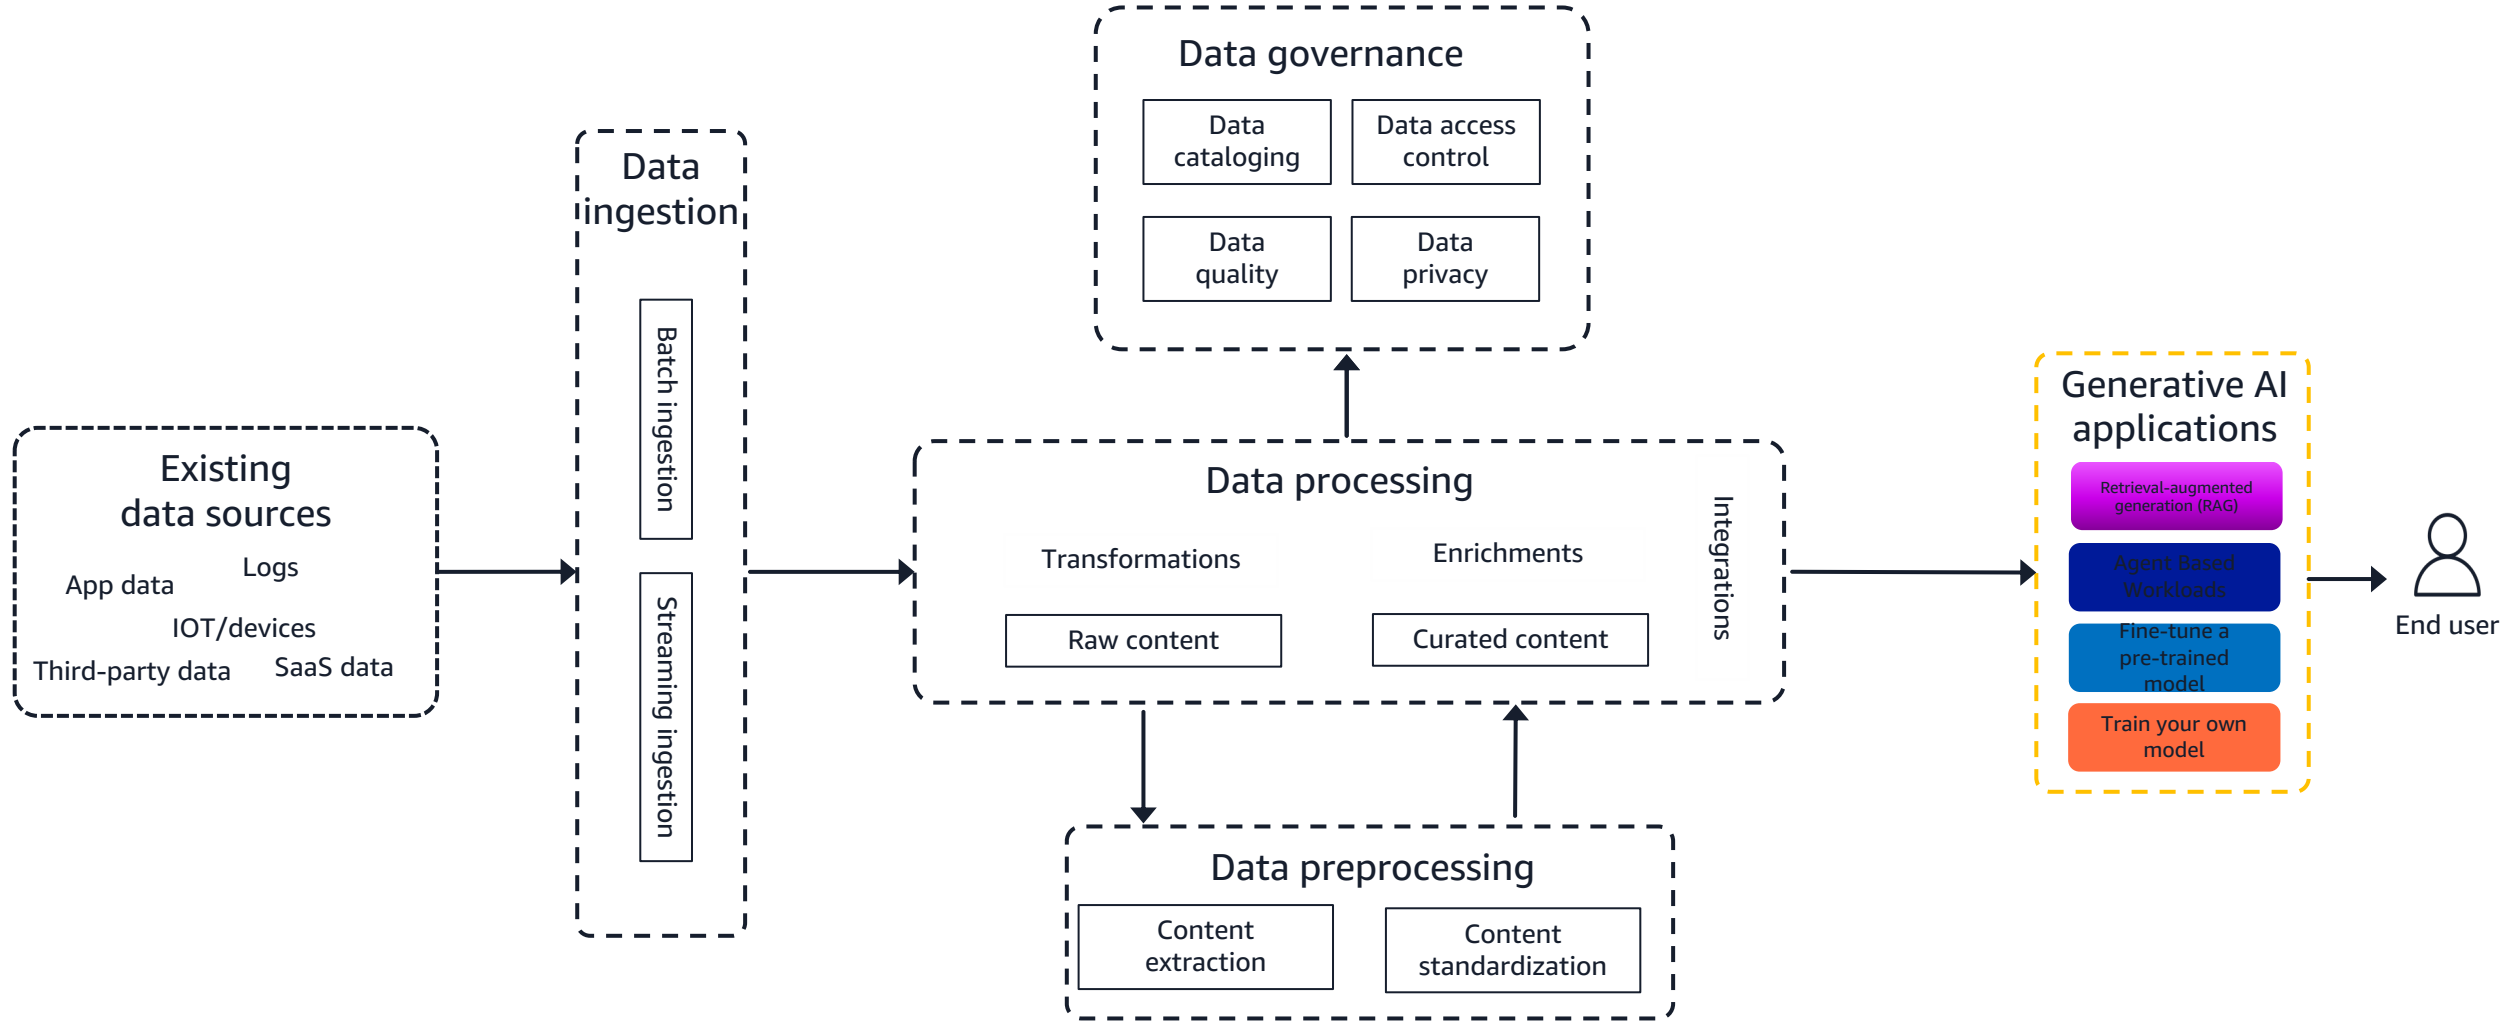 Existing
data sources
Logs
App data
IOT/devices
Third-party data
SaaS data
Data
ingestion
Batch ingestion
Streaming ingestion
Data governance
Data
cataloging
Data access
control
Data
quality
Data
privacy
Data processing
Transformations
Enrichments
Integrations
Raw content
Curated content
Data preprocessing
Content
extraction
Content
standardization
Generative AI
applications
Retrieval-augmented
generation (RAG)
Agent Based
Workloads
Fine-tune a
pre-trained
model
Train your own
model
End user